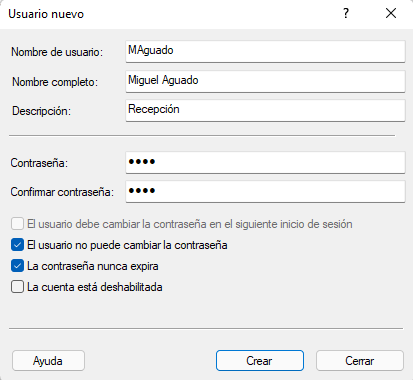 Usuario nuevo ?
Nombre de usuario: MAguado
Nombre completo: Miguel Aguado
Descripción: Recepción
Contraseña: ●●●●
Confirmar contraseña: ●●●●
El usuario debe cambiar la contraseña en el siguiente inicio de sesión
El usuario no puede cambiar la contraseña
La contraseña nunca expira
La cuenta está deshabilitada
Ayuda Crear Cerrar